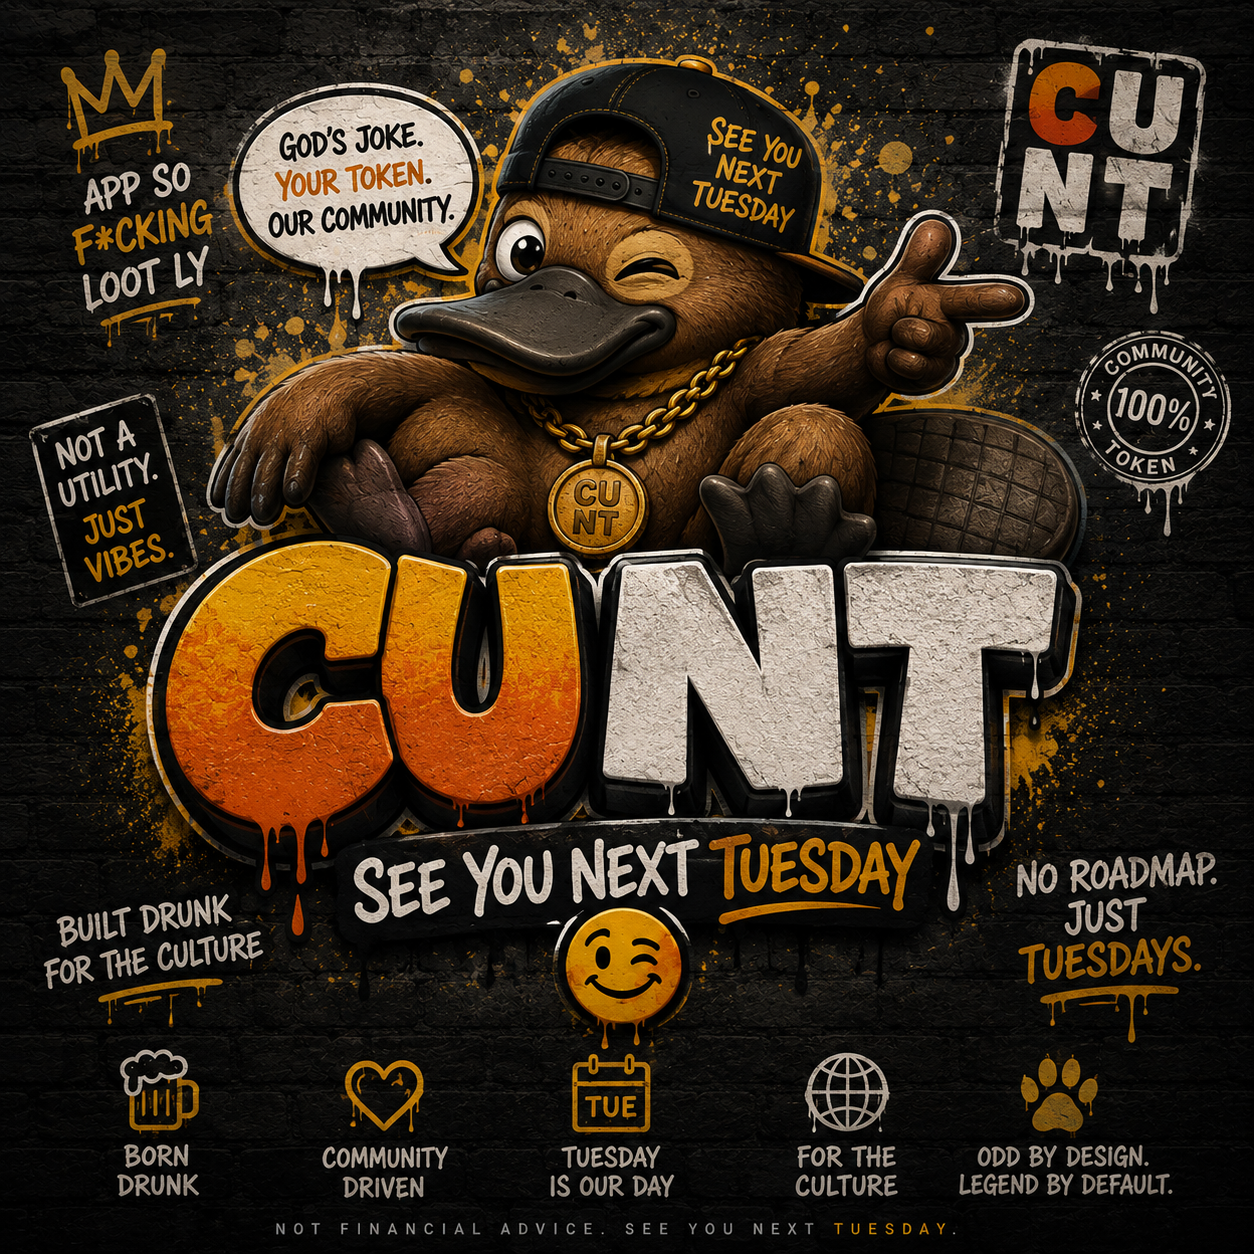 APP SO
F*CKING
LOOT LY
GOD'S JOKE.
YOUR TOKEN.
OUR COMMUNITY.
SEE YOU
NEXT
TUESDAY
CU
NT
COMMUNITY
100%
TOKEN
NOT A
UTILITY.
JUST
VIBES.
CU
NT
CUNT
SEE YOU NEXT TUESDAY
BUILT DRUNK
FOR THE CULTURE
NO ROADMAP.
JUST
TUESDAYS.
BORN
DRUNK
COMMUNITY
DRIVEN
TUE
TUESDAY
IS OUR DAY
FOR THE
CULTURE
ODD BY DESIGN.
LEGEND BY DEFAULT.
NOT FINANCIAL ADVICE. SEE YOU NEXT TUESDAY.